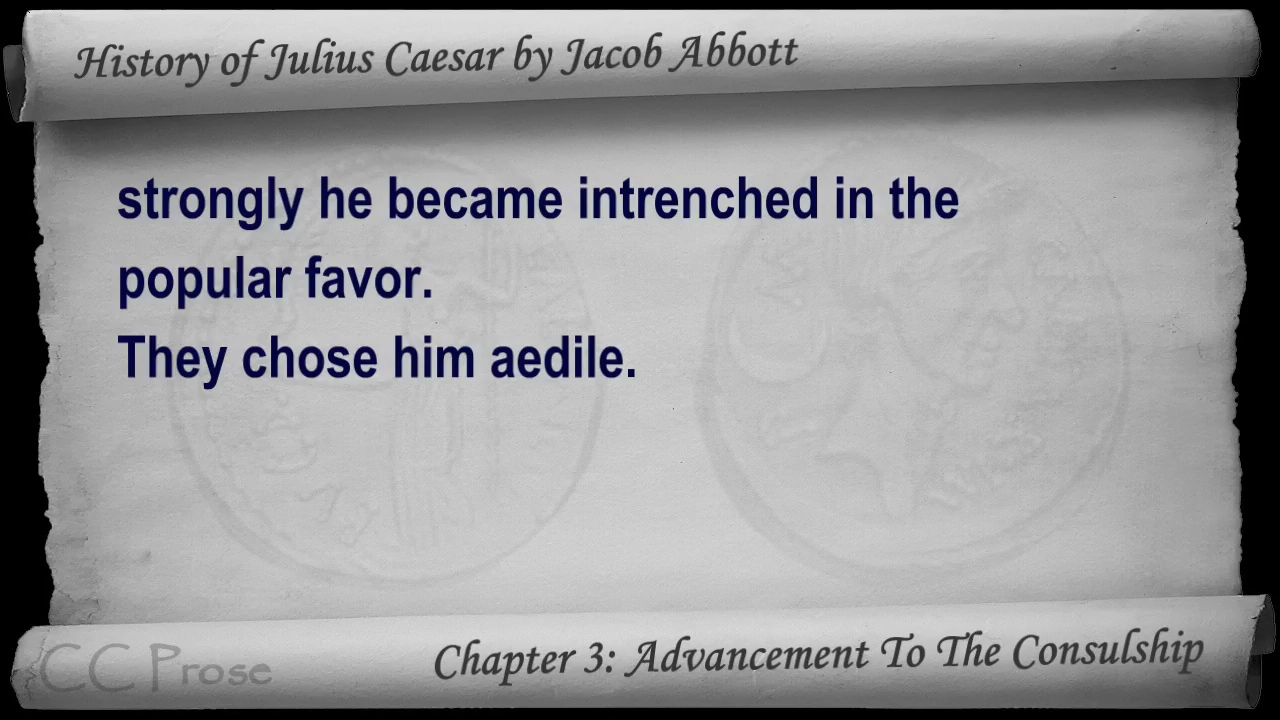 History of Julius Caesar by Jacob Abbott
strongly he became intrenched in the
popular favor.
They chose him aedile.
CC Prose
Chapter 3: Advancement To The Consulship